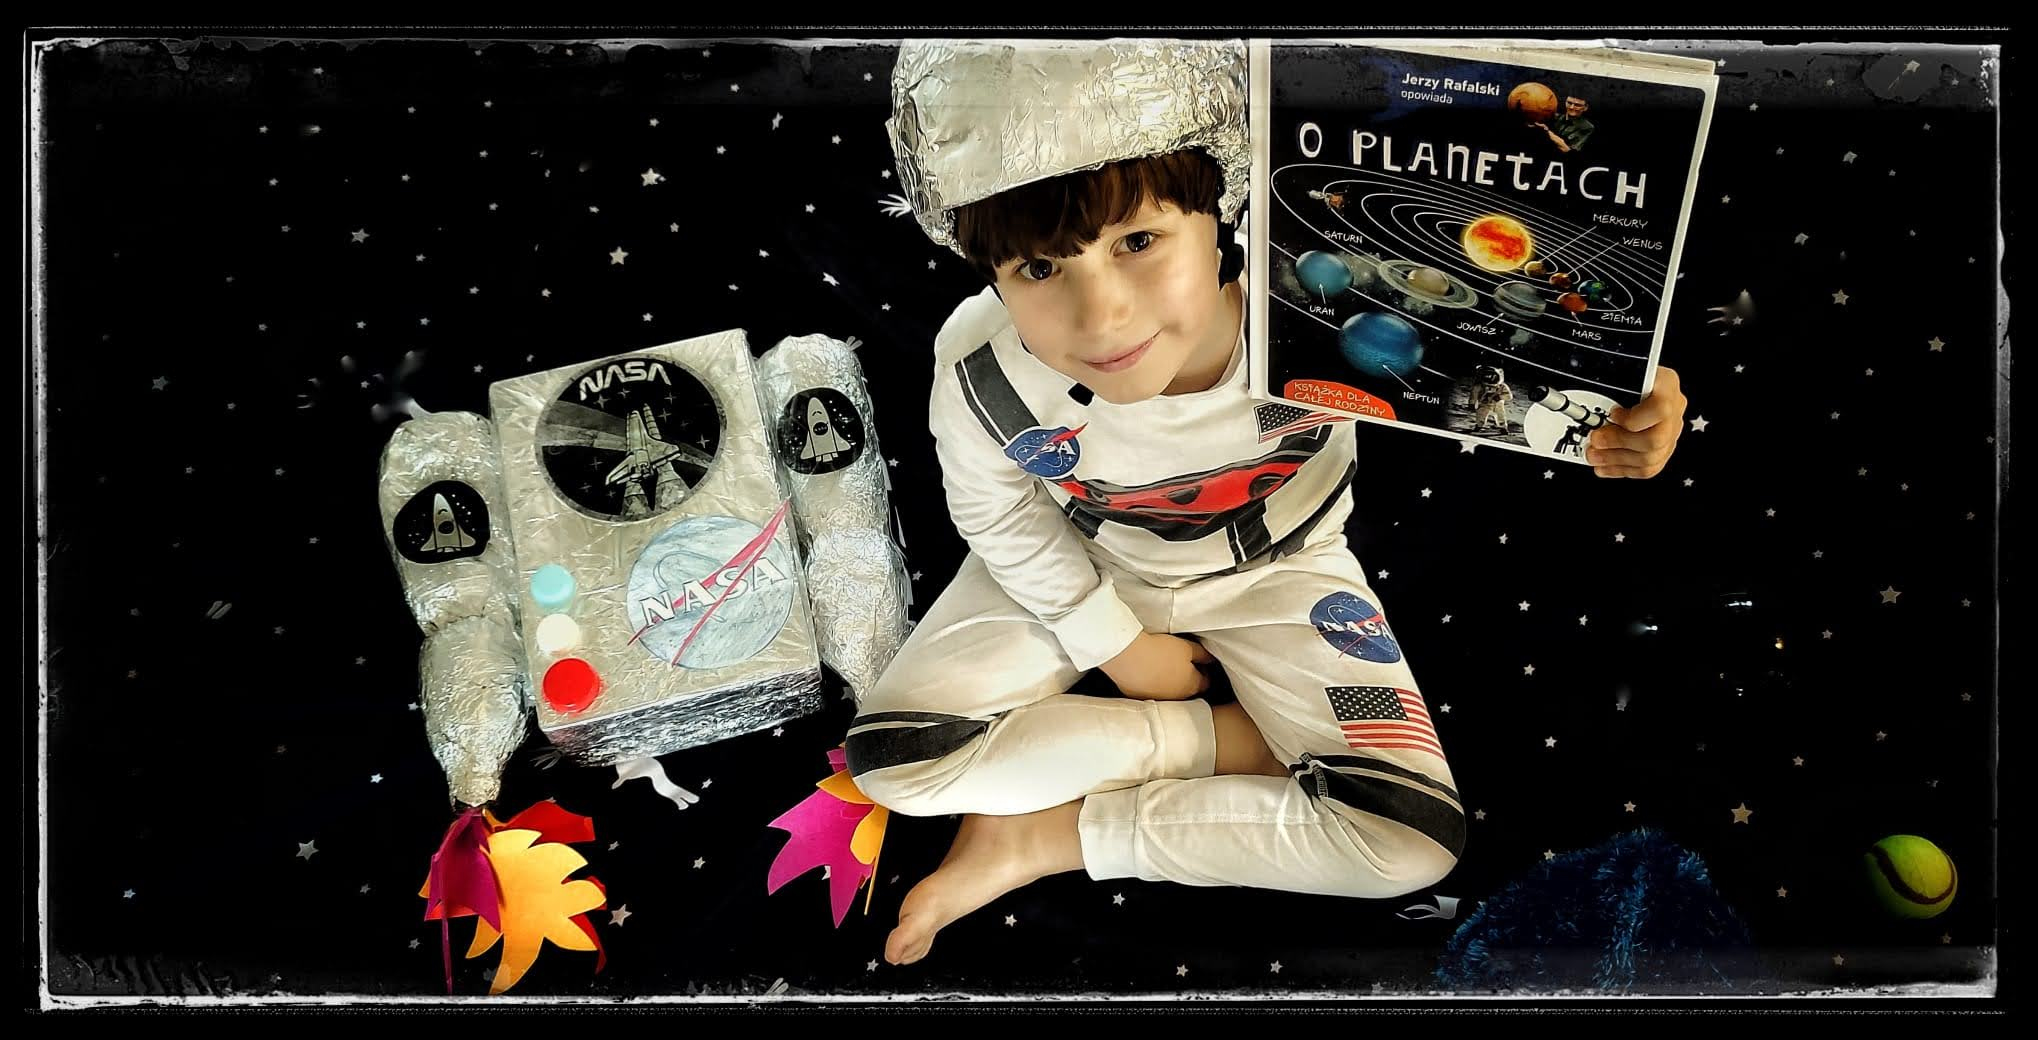 NASA
NASA
Jerzy Rafalski
opowiada
O PLANETACH
MERKURY
WENUS
SATURN
URAN
JOWISZ
ZIEMIA
MARS
NEPTUN
KSIĄŻKA DLA
CAŁEJ RODZINY
NASA
NASA